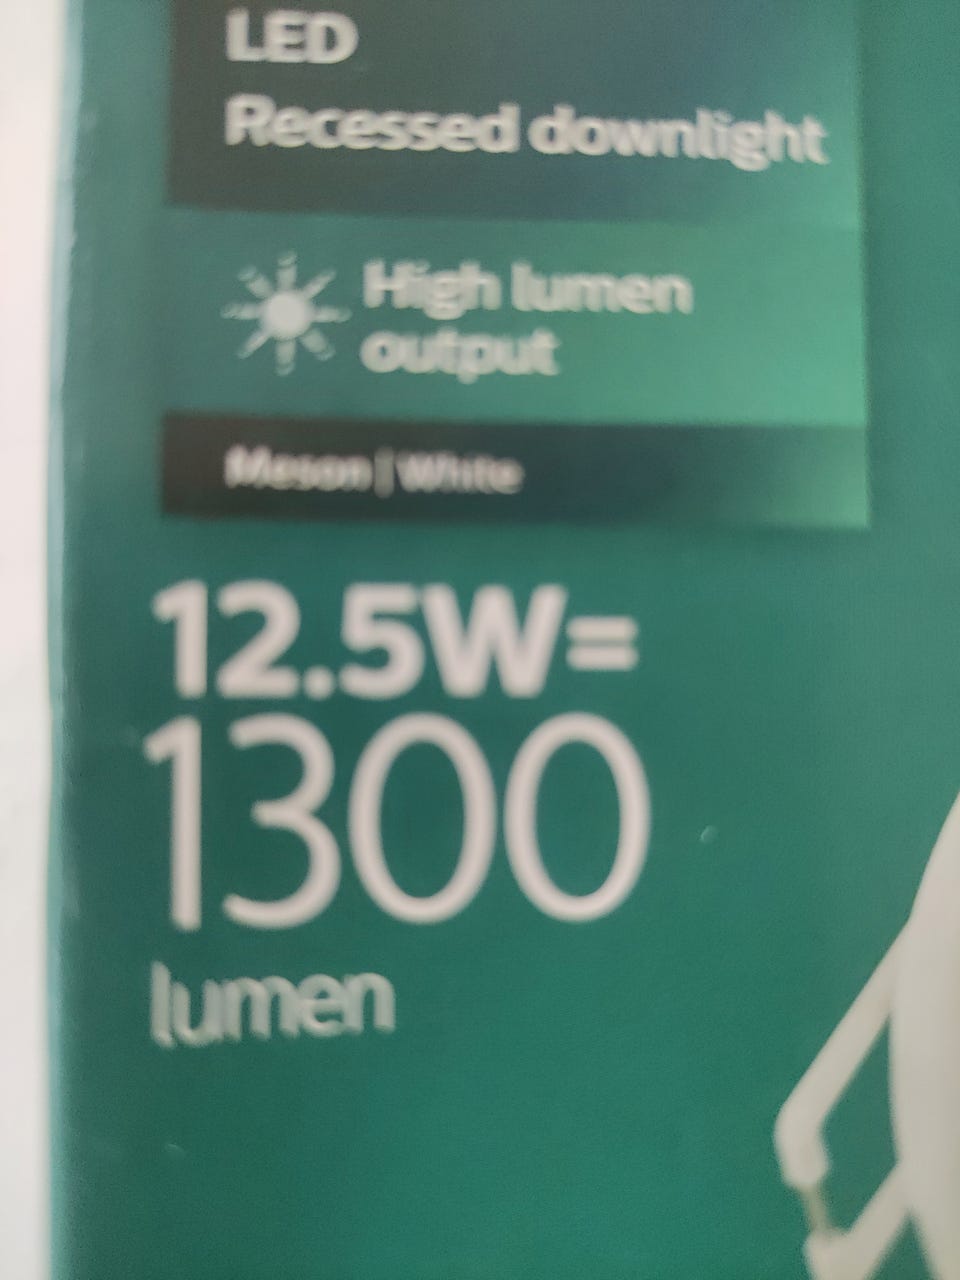 LED
Recessed downlight
High lumen
output
Meson | White
12.5W=
1300
lumen